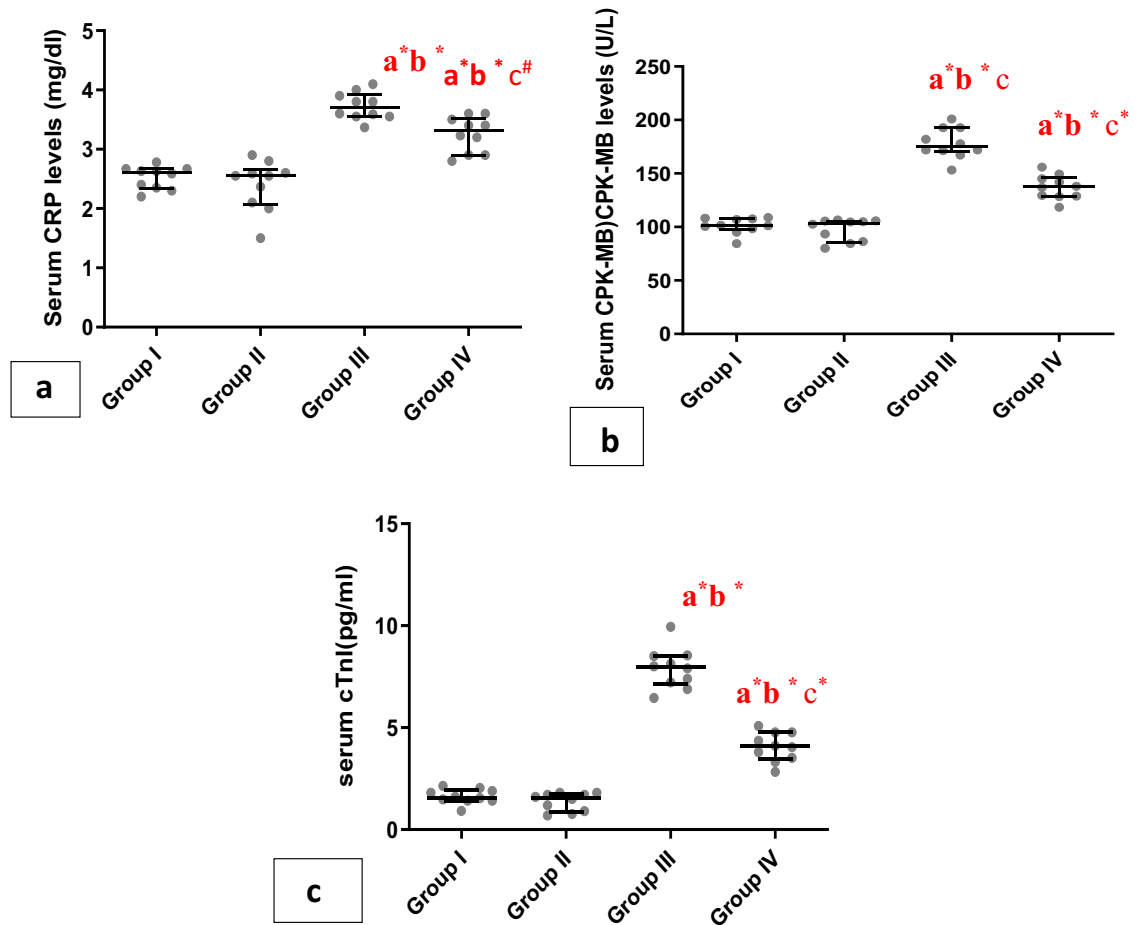 Serum CRP levels (mg/dl)
5
4
3
2
1
0
a*b *
a*b * c#
Group I
Group II
Group III
Group IV
a
Serum CPK-MB)CPK-MB levels (U/L)
250
200
150
100
50
0
a*b * c
a*b * c*
Group I
Group II
Group III
Group IV
b
serum cTnI(pg/ml)
15
10
5
0
a*b *
a*b * c*
Group I
Group II
Group III
Group IV
c